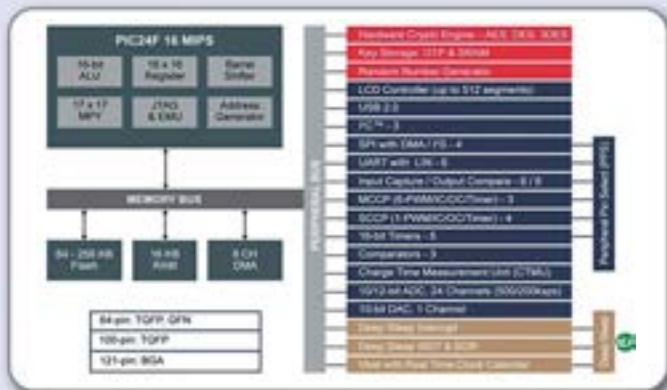 PIC24F 16 MIPS
16-bit
ALU
16 x 16
Register
Barrel
Shifter
17 x 17
MPY
JTAG
& EMU
Address
Generator
MEMORY BUS
64 - 256 KB
Flash
16 KB
RAM
6 CH
DMA
64-pin: TQFP, QFN
100-pin: TQFP
121-pin: BGA
PERIPHERAL BUS
Hardware Crypto Engine - AES, DES, 3DES
Key Storage: OTP & SRAM
Random Number Generator
LCD Controller (up to 512 segments)
USB 2.0
I²C™ - 3
SPI with DMA / I²S - 4
UART with LIN - 6
Input Capture / Output Compare - 6 / 6
MCCP (6-PWM/IC/OC/Timer) - 3
SCCP (1-PWM/IC/OC/Timer) - 4
16-bit Timers - 5
Comparators - 3
Charge Time Measurement Unit (CTMU)
10/12-bit ADC, 24 Channels (500/200ksps)
10-bit DAC, 1 Channel
Deep Sleep Interrupt
Deep Sleep WDT & BOR
Vbat with Real Time Clock Calendar
Peripheral Pin Select (PPS)